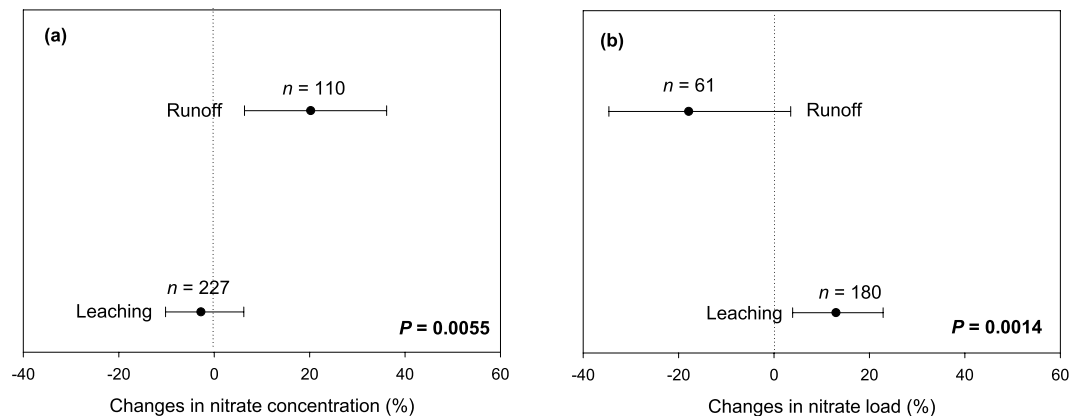 (a)
n = 110
Runoff
n = 227
Leaching
P = 0.0055
-40 -20 0 20 40 60
Changes in nitrate concentration (%)
(b)
n = 61
Runoff
n = 180
Leaching
P = 0.0014
-40 -20 0 20 40 60
Changes in nitrate load (%)